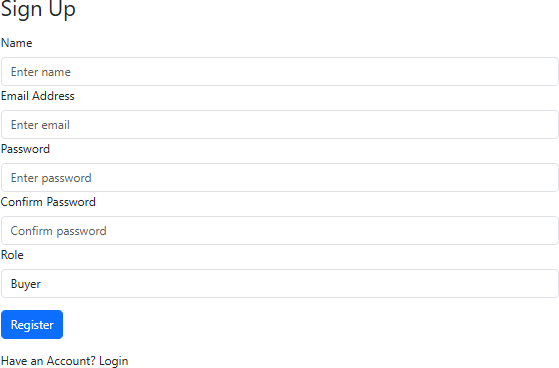 Sign Up
Name
Enter name
Email Address
Enter email
Password
Enter password
Confirm Password
Confirm password
Role
Buyer
Register
Have an Account? Login